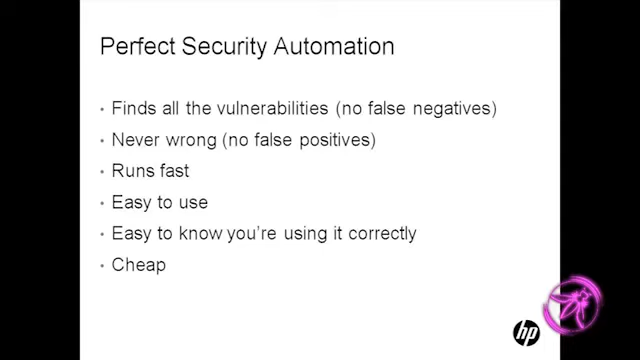 Perfect Security Automation
• Finds all the vulnerabilities (no false negatives)
• Never wrong (no false positives)
• Runs fast
• Easy to use
• Easy to know you're using it correctly
• Cheap
hp